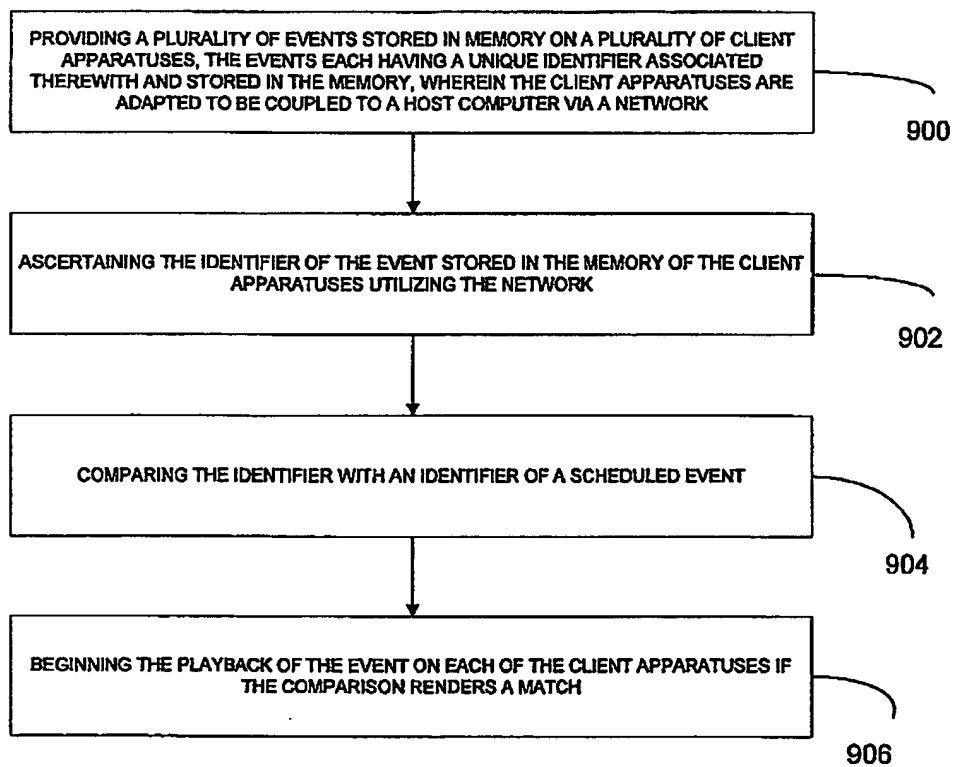 PROVIDING A PLURALITY OF EVENTS STORED IN MEMORY ON A PLURALITY OF CLIENT
APPARATUSES, THE EVENTS EACH HAVING A UNIQUE IDENTIFIER ASSOCIATED
THEREWITH AND STORED IN THE MEMORY, WHEREIN THE CLIENT APPARATUSES ARE
ADAPTED TO BE COUPLED TO A HOST COMPUTER VIA A NETWORK
900
ASCERTAINING THE IDENTIFIER OF THE EVENT STORED IN THE MEMORY OF THE CLIENT
APPARATUSES UTILIZING THE NETWORK
902
COMPARING THE IDENTIFIER WITH AN IDENTIFIER OF A SCHEDULED EVENT
904
BEGINNING THE PLAYBACK OF THE EVENT ON EACH OF THE CLIENT APPARATUSES IF
THE COMPARISON RENDERS A MATCH
906